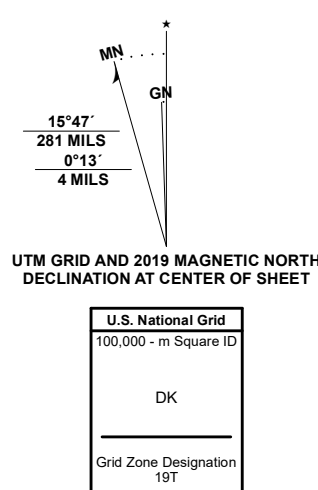 ★
MN
GN
15°47´
281 MILS
0°13´
4 MILS
UTM GRID AND 2019 MAGNETIC NORTH
DECLINATION AT CENTER OF SHEET
U.S. National Grid
100,000 - m Square ID
DK
Grid Zone Designation
19T